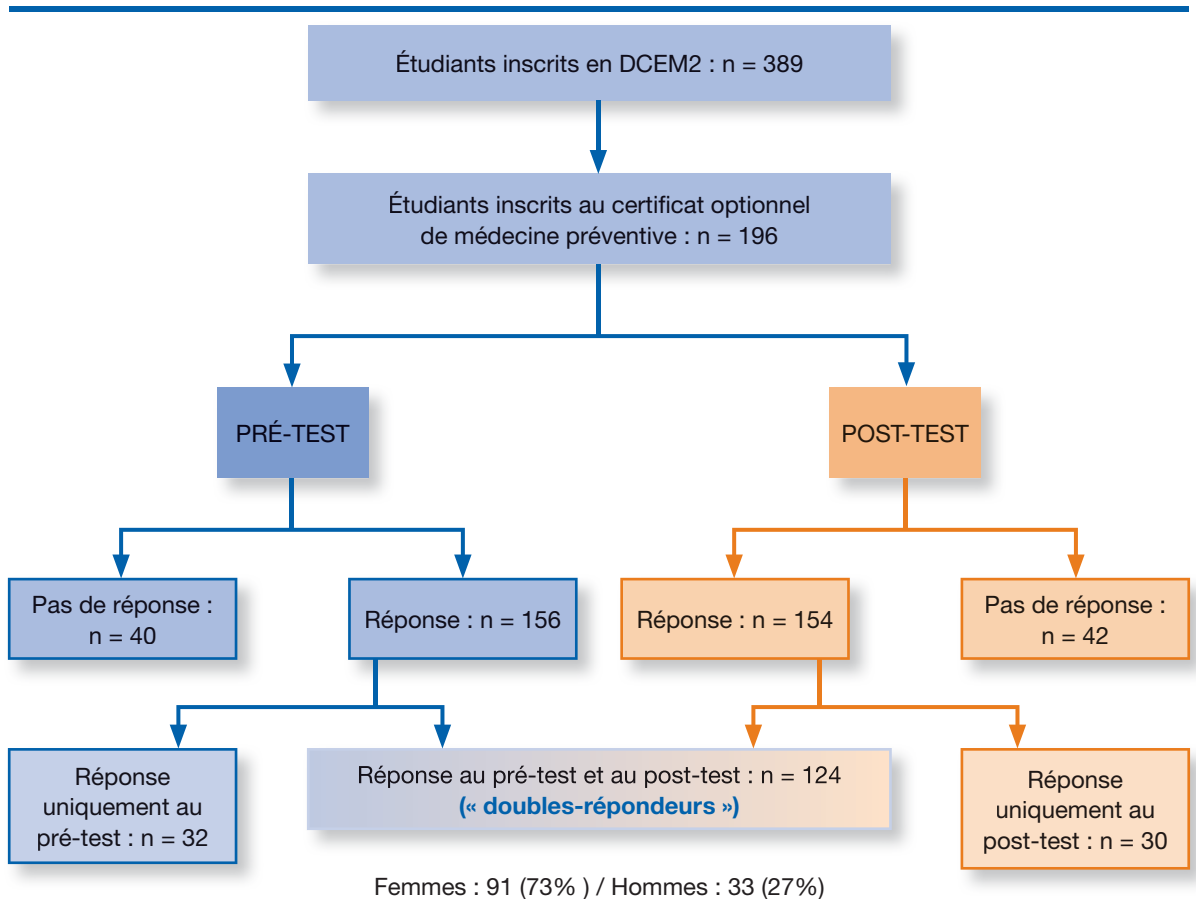 Étudiants inscrits en DCEM2 : n = 389
Étudiants inscrits au certificat optionnel
de médecine préventive : n = 196
PRÉ-TEST
POST-TEST
Pas de réponse :
n = 40
Réponse : n = 156
Réponse : n = 154
Pas de réponse :
n = 42
Réponse
uniquement au
pré-test : n = 32
Réponse au pré-test et au post-test : n = 124
(« doubles-répondeurs »)
Réponse
uniquement au
post-test : n = 30
Femmes : 91 (73% ) / Hommes : 33 (27%)